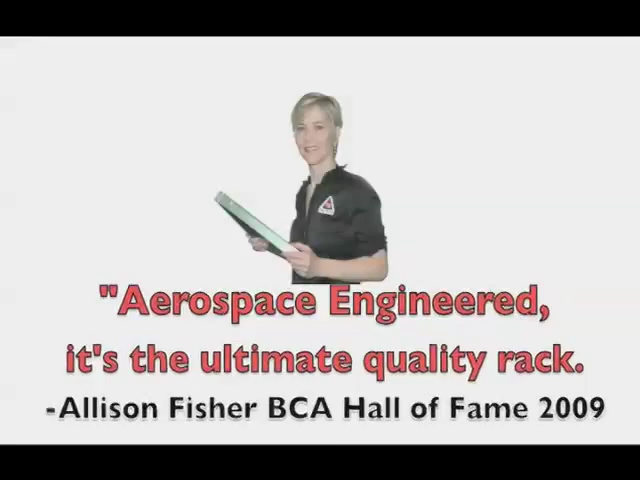 "Aerospace Engineered,
it's the ultimate quality rack.
-Allison Fisher BCA Hall of Fame 2009